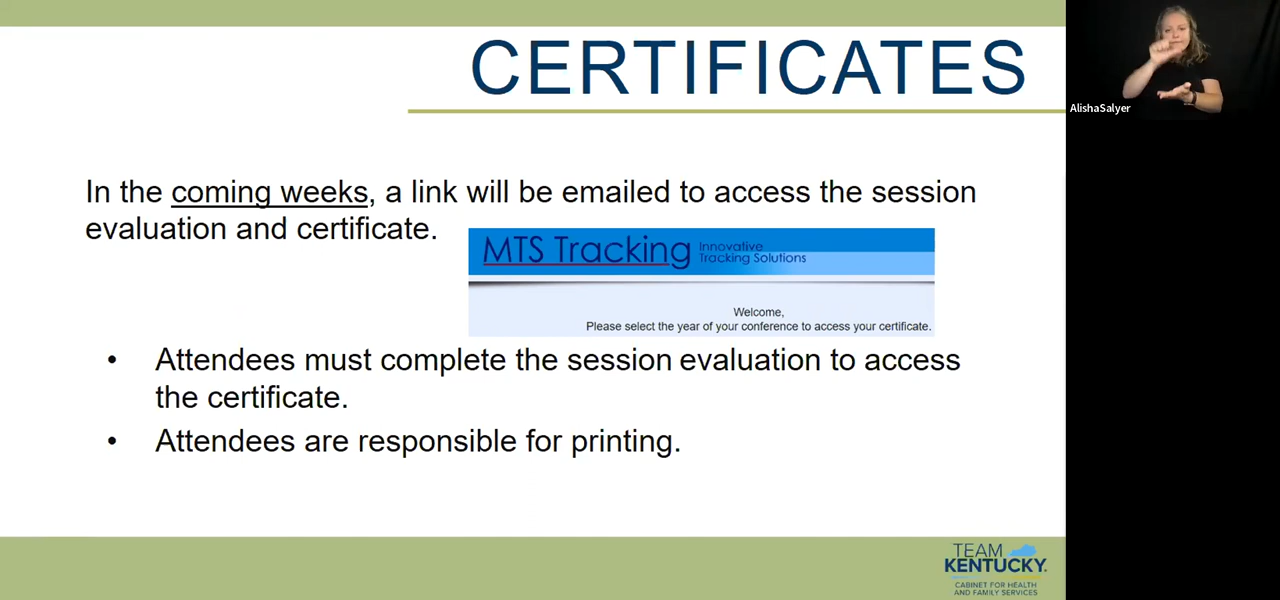 CERTIFICATES
AlishaSalyer
In the coming weeks, a link will be emailed to access the session
evaluation and certificate.
MTS Tracking
Innovative
Tracking Solutions
Welcome,
Please select the year of your conference to access your certificate.
• Attendees must complete the session evaluation to access
the certificate.
• Attendees are responsible for printing.
TEAM
KENTUCKY.
CABINET FOR HEALTH
AND FAMILY SERVICES